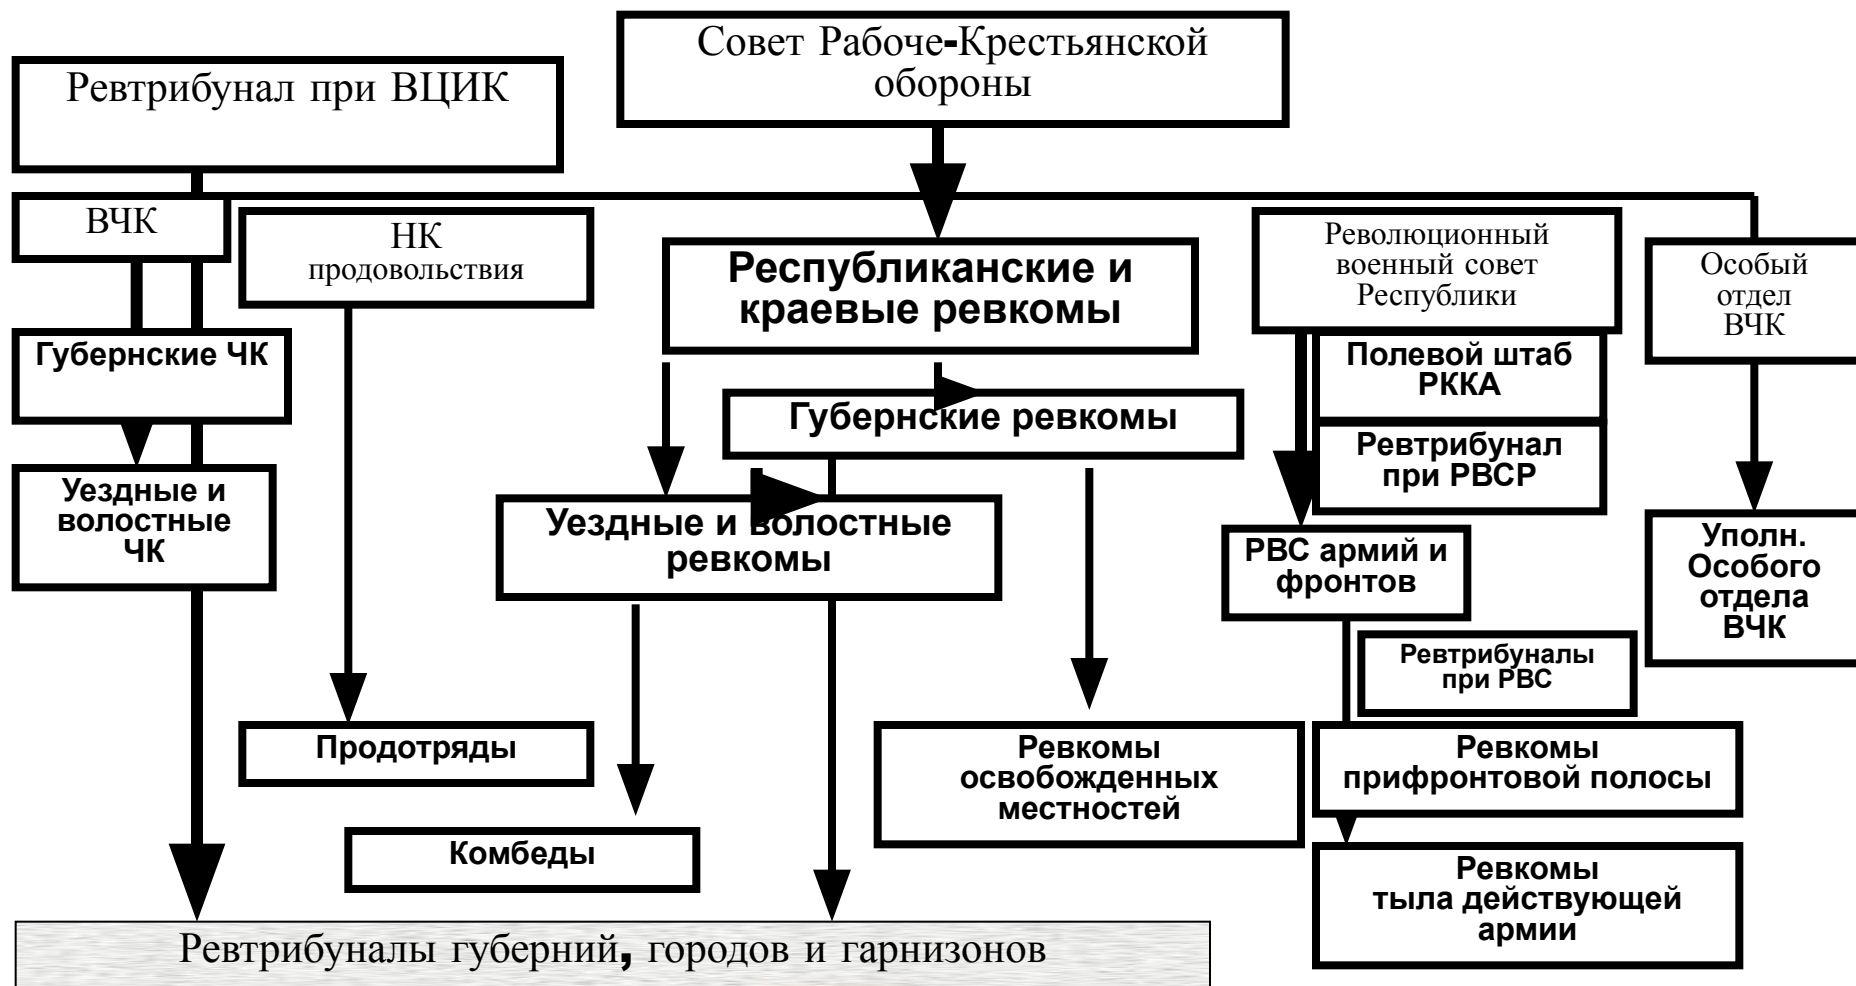 Совет Рабоче-Крестьянской
обороны
Ревтрибунал при ВЦИК
ВЧК
НК
продовольствия
Республиканские и
краевые ревкомы
Революционный
военный совет
Республики
Особый
отдел
ВЧК
Губернские ЧК
Полевой штаб
РККА
Губернские ревкомы
Ревтрибунал
при РВСР
Уездные и
волостные
ЧК
Уездные и волостные
ревкомы
РВС армий и
фронтов
Уполн.
Особого
отдела
ВЧК
Ревтрибуналы
при РВС
Продотряды
Ревкомы
освобожденных
местностей
Ревкомы
прифронтовой полосы
Комбеды
Ревкомы
тыла действующей
армии
Ревтрибуналы губерний, городов и гарнизонов